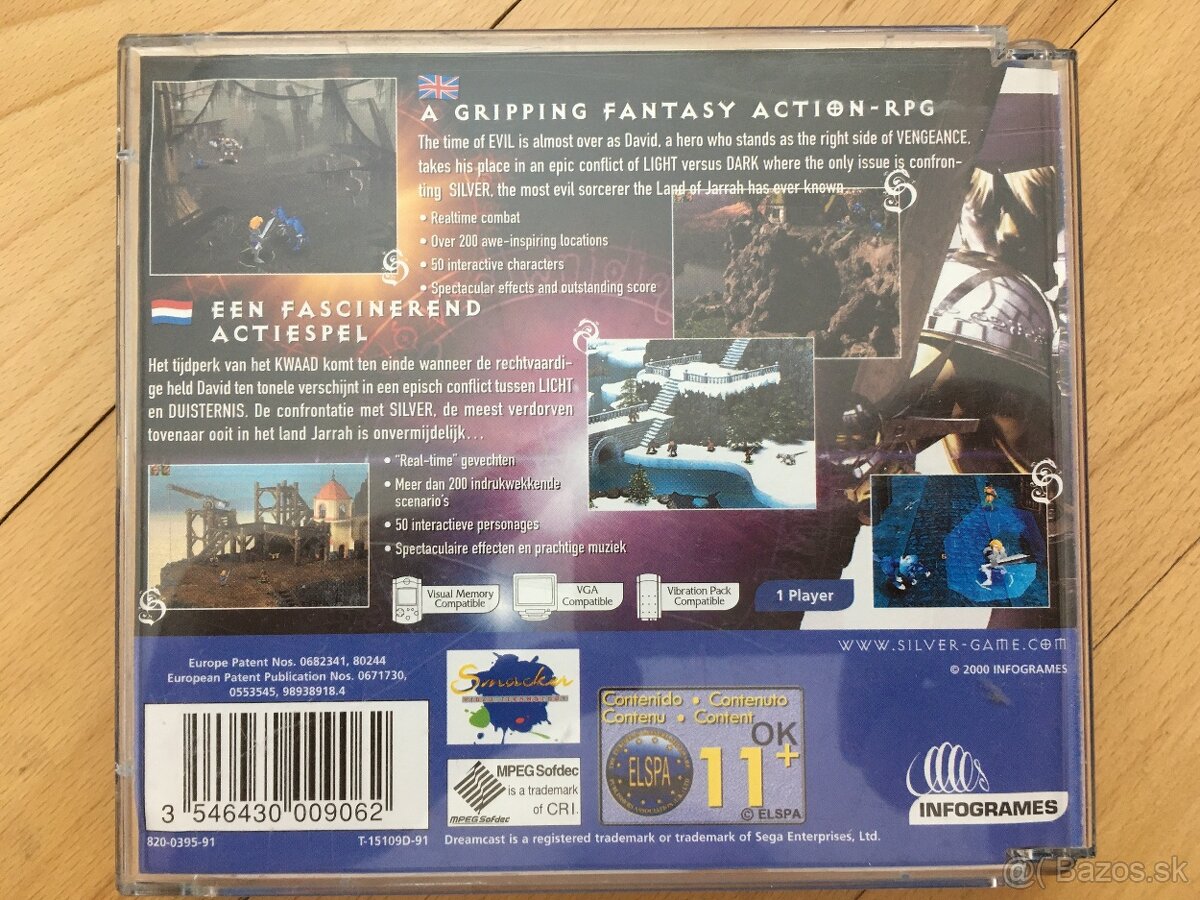 A GRIPPING FANTASY ACTION-RPG
The time of EVIL is almost over as David, a hero who stands as the right side of VENGEANCE,
takes his place in an epic conflict of LIGHT versus DARK where the only issue is confron-
ting SILVER, the most evil sorcerer the Land of Jarrah has ever known...
• Realtime combat
• Over 200 awe-inspiring locations
• 50 interactive characters
• Spectacular effects and outstanding score
EEN FASCINEREND
ACTIESPEL
Het tijdperk van het KWAAD komt ten einde wanneer de rechtvaardi-
ge held David ten tonele verschijnt in een episch conflict tussen LICHT
en DUISTERNIS. De confrontatie met SILVER, de meest verdorven
tovenaar ooit in het land Jarrah is onvermijdelijk...
• "Real-time" gevechten
• Meer dan 200 indrukwekkende
scenario's
• 50 interactieve personages
• Spectaculaire effecten en prachtige muziek
Visual Memory
Compatible
VGA
Compatible
Vibration Pack
Compatible
1 Player
WWW.SILVER-GAME.COM
© 2000 INFOGRAMES
Europe Patent Nos. 0682341, 80244
European Patent Publication Nos. 0671730,
0553545, 98938918.4
Smacker
VIDEO TECHNOLOGY
Contenido • Contenuto
Contenu • Content
OK
ELSPA
11+
© ELSPA
MPEG Sofdec
is a trademark
of CRI.
MPEG Sofdec
INFOGRAMES
3 546430 009062
820-0395-91
T-15109D-91
Dreamcast is a registered trademark or trademark of Sega Enterprises, Ltd.
@( Bazos.sk